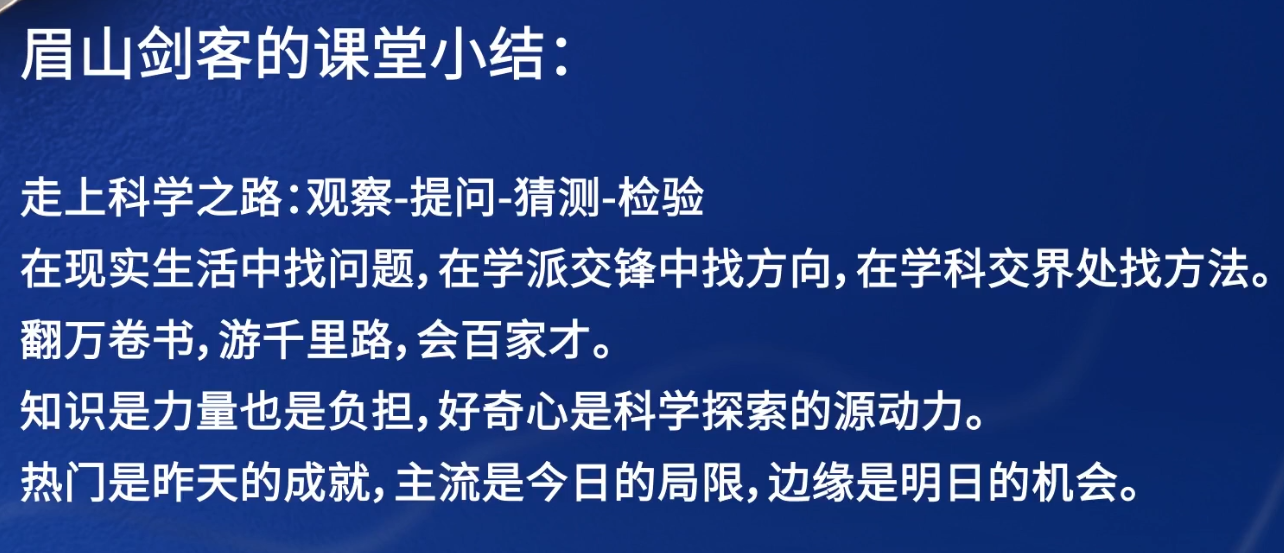 眉山剑客的课堂小结：
走上科学之路：观察-提问-猜测-检验
在现实生活中找问题，在学派交锋中找方向，在学科交界处找方法。
翻万卷书，游千里路，会百家才。
知识是力量也是负担，好奇心是科学探索的源动力。
热门是昨天的成就，主流是今日的局限，边缘是明日的机会。